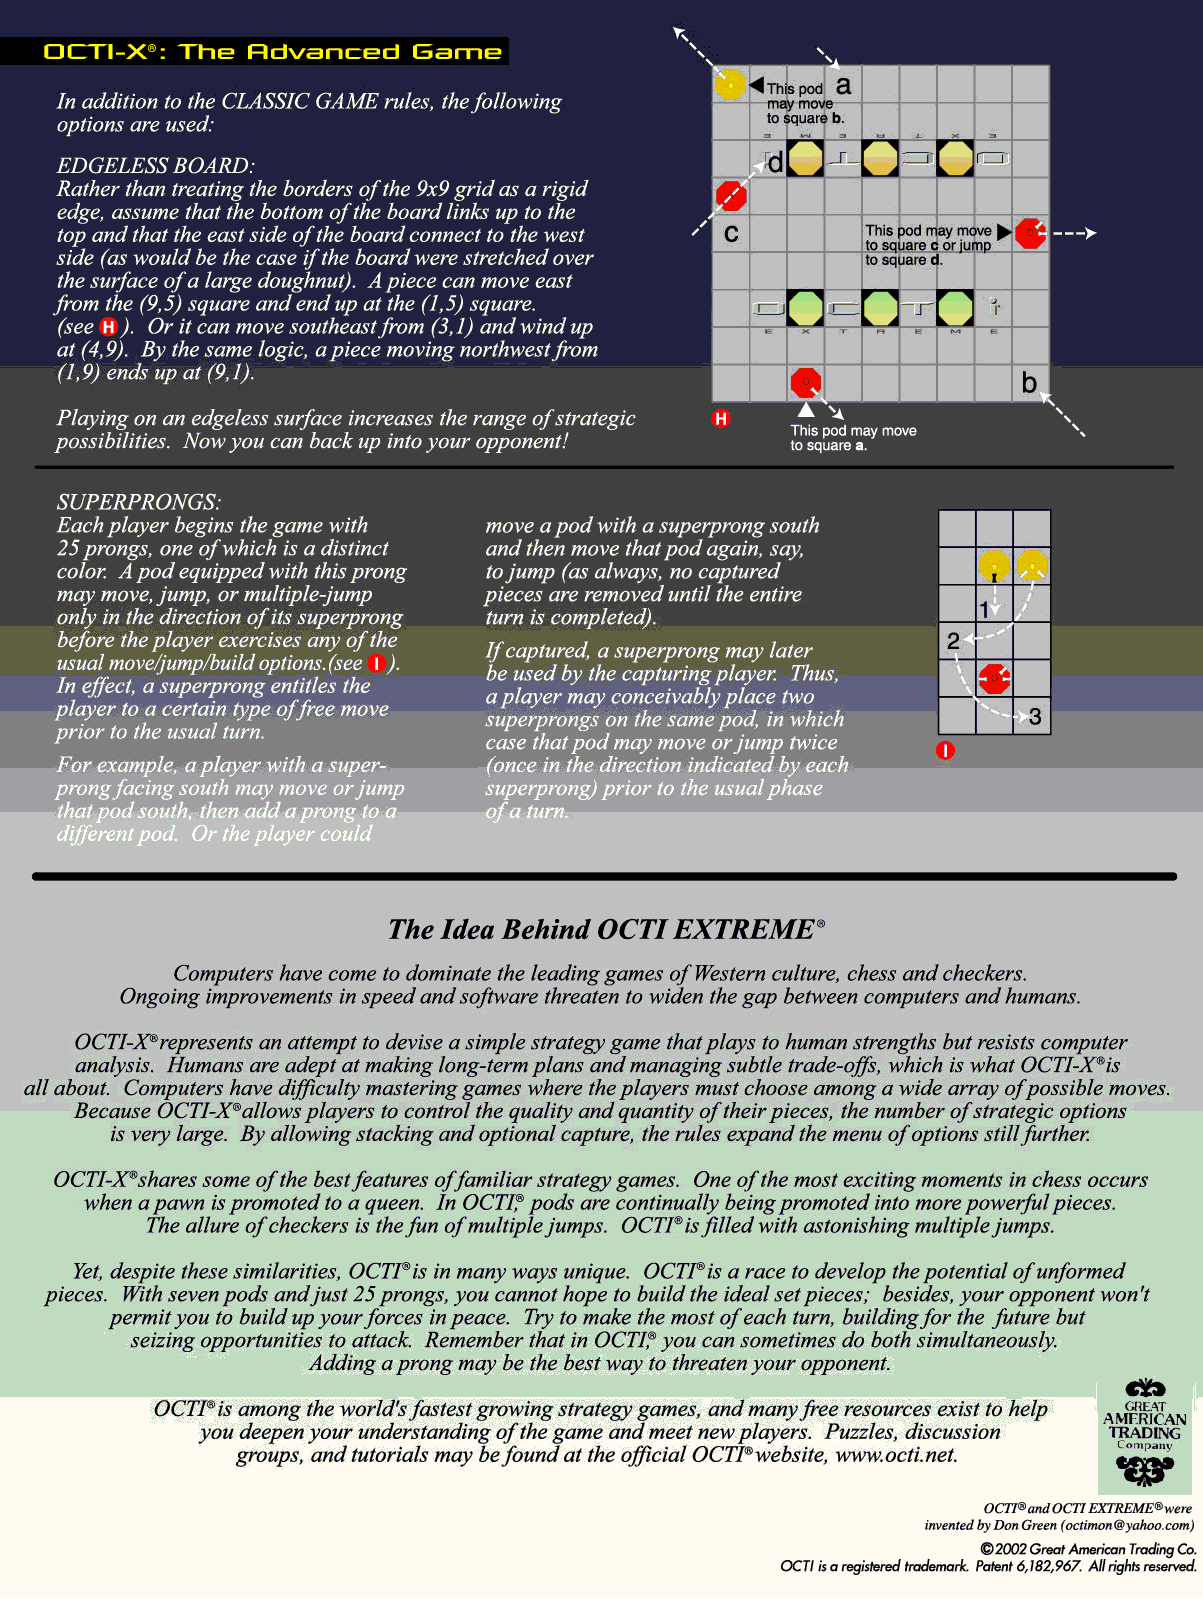 OCTI-X®: The Advanced Game
In addition to the CLASSIC GAME rules, the following
options are used:
EDGELESS BOARD:
Rather than treating the borders of the 9x9 grid as a rigid
edge, assume that the bottom of the board links up to the
top and that the east side of the board connect to the west
side (as would be the case if the board were stretched over
the surface of a large doughnut). A piece can move east
from the (9,5) square and end up at the (1,5) square.
(see H ). Or it can move southeast from (3,1) and wind up
at (4,9). By the same logic, a piece moving northwest from
(1,9) ends up at (9,1).
Playing on an edgeless surface increases the range of strategic
possibilities. Now you can back up into your opponent!
This pod
may move
to square b.
a
E M E R T X E
d
c
This pod may move
to square c or jump
to square d.
E X T R E M E
b
H
This pod may move
to square a.
SUPERPRONGS:
Each player begins the game with
25 prongs, one of which is a distinct
color. A pod equipped with this prong
may move, jump, or multiple-jump
only in the direction of its superprong
before the player exercises any of the
usual move/jump/build options.(see I ).
In effect, a superprong entitles the
player to a certain type of free move
prior to the usual turn.
For example, a player with a super-
prong facing south may move or jump
that pod south, then add a prong to a
different pod. Or the player could
move a pod with a superprong south
and then move that pod again, say,
to jump (as always, no captured
pieces are removed until the entire
turn is completed).
If captured, a superprong may later
be used by the capturing player. Thus,
a player may conceivably place two
superprongs on the same pod, in which
case that pod may move or jump twice
(once in the direction indicated by each
superprong) prior to the usual phase
of a turn.
1
2
3
I
The Idea Behind OCTI EXTREME®
Computers have come to dominate the leading games of Western culture, chess and checkers.
Ongoing improvements in speed and software threaten to widen the gap between computers and humans.
OCTI-X® represents an attempt to devise a simple strategy game that plays to human strengths but resists computer
analysis. Humans are adept at making long-term plans and managing subtle trade-offs, which is what OCTI-X® is
all about. Computers have difficulty mastering games where the players must choose among a wide array of possible moves.
Because OCTI-X® allows players to control the quality and quantity of their pieces, the number of strategic options
is very large. By allowing stacking and optional capture, the rules expand the menu of options still further.
OCTI-X® shares some of the best features of familiar strategy games. One of the most exciting moments in chess occurs
when a pawn is promoted to a queen. In OCTI,® pods are continually being promoted into more powerful pieces.
The allure of checkers is the fun of multiple jumps. OCTI® is filled with astonishing multiple jumps.
Yet, despite these similarities, OCTI® is in many ways unique. OCTI® is a race to develop the potential of unformed
pieces. With seven pods and just 25 prongs, you cannot hope to build the ideal set pieces; besides, your opponent won't
permit you to build up your forces in peace. Try to make the most of each turn, building for the future but
seizing opportunities to attack. Remember that in OCTI,® you can sometimes do both simultaneously.
Adding a prong may be the best way to threaten your opponent.
OCTI® is among the world's fastest growing strategy games, and many free resources exist to help
you deepen your understanding of the game and meet new players. Puzzles, discussion
groups, and tutorials may be found at the official OCTI® website, www.octi.net.
GREAT
AMERICAN
TRADING
Company
OCTI® and OCTI EXTREME® were
invented by Don Green (octimon@yahoo.com)
©2002 Great American Trading Co.
OCTI is a registered trademark. Patent 6,182,967. All rights reserved.